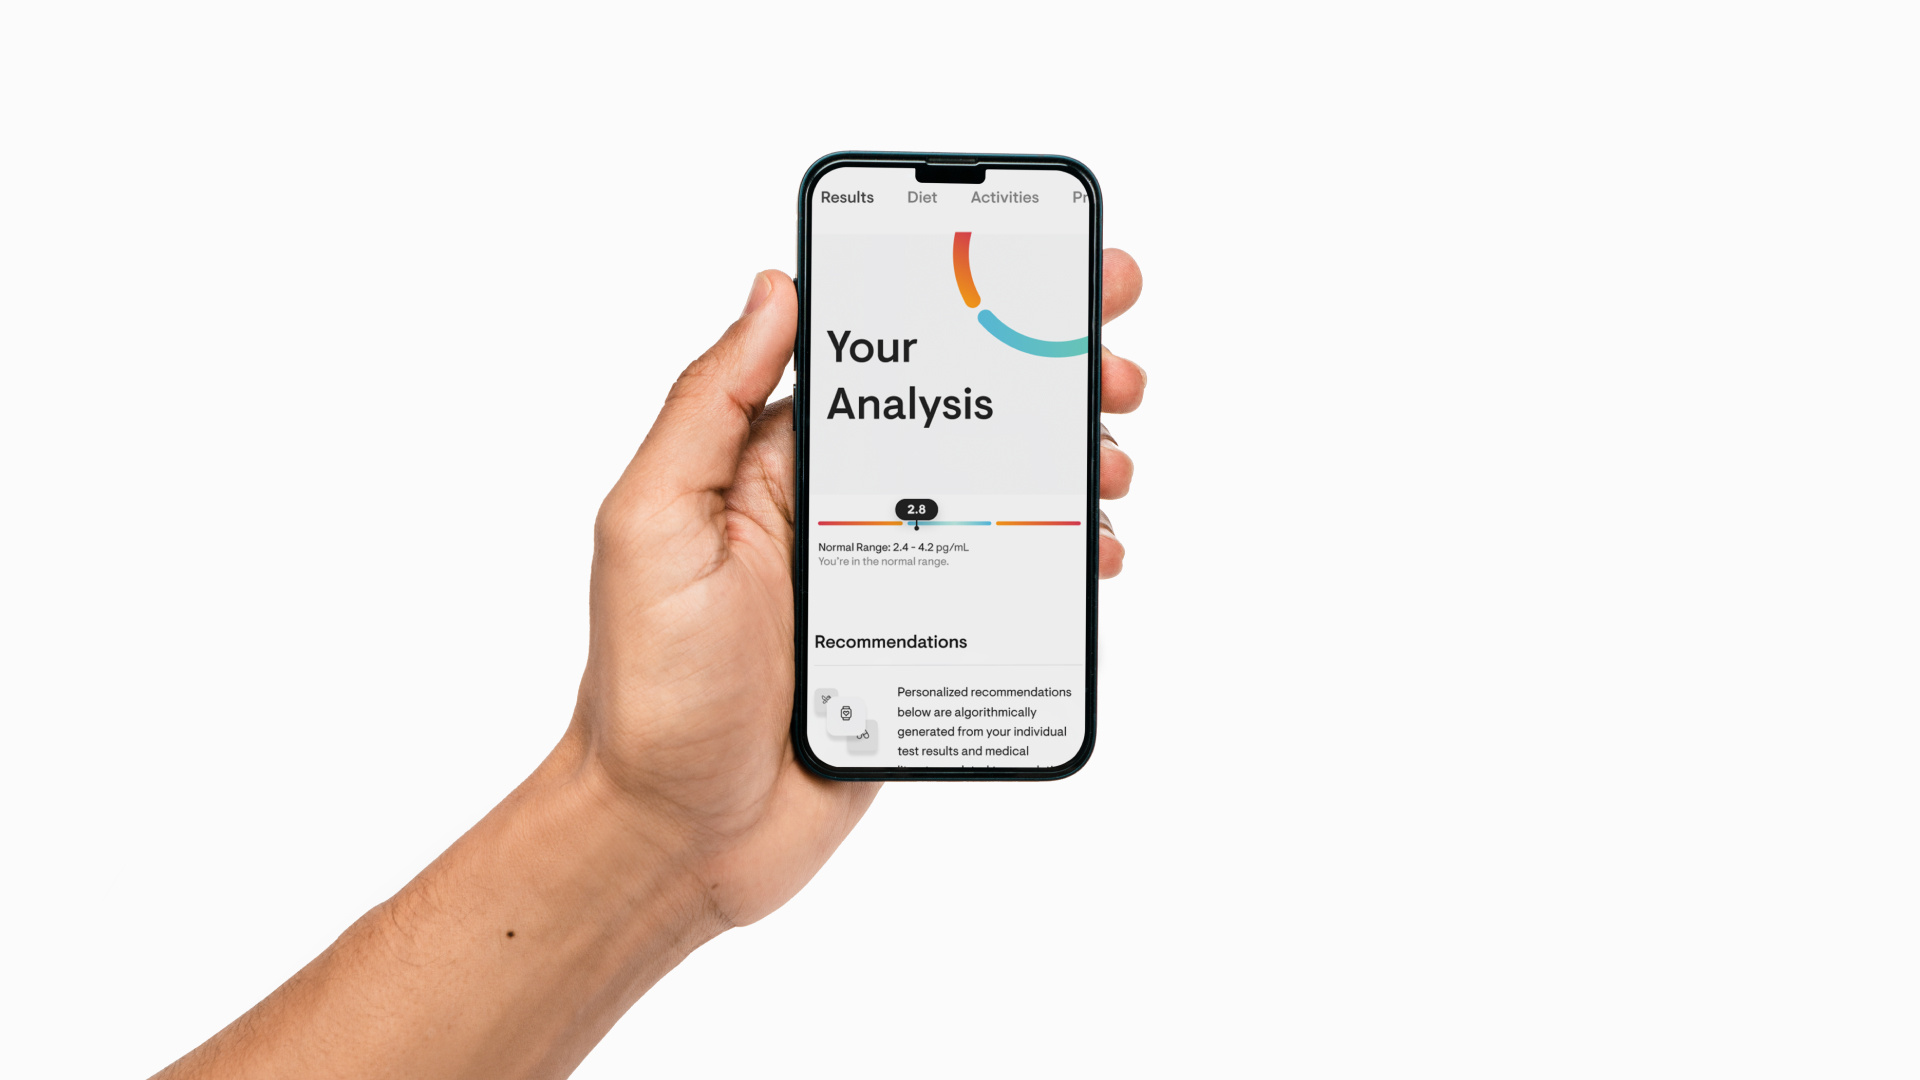 Results Diet Activities Pr
Your
Analysis
2.8
Normal Range: 2.4 - 4.2 pg/mL
You're in the normal range.
Recommendations
Personalized recommendations
below are algorithmically
generated from your individual
test results and medical